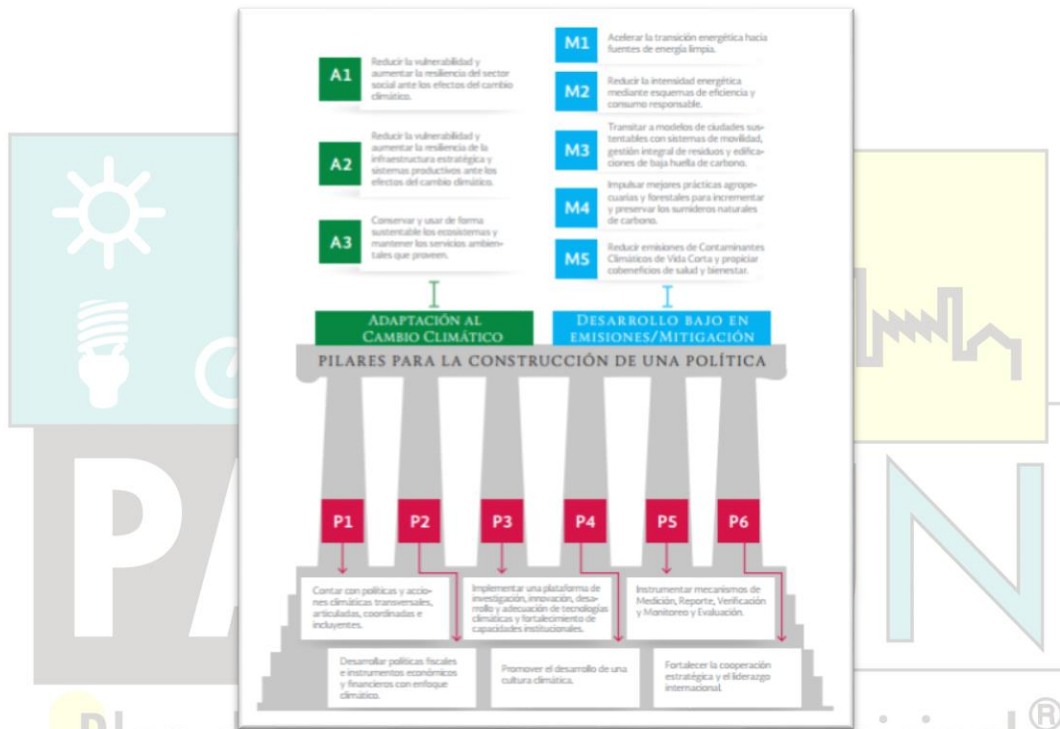 A1
Reducir la vulnerabilidad y
aumentar la resiliencia del sector
social ante los efectos del cambio
climático.
A2
Reducir la vulnerabilidad y
aumentar la resiliencia de la
infraestructura estratégica y
sistemas productivos ante los
efectos del cambio climático.
A3
Conservar y usar de forma
sustentable los ecosistemas y
mantener los servicios ambien-
tales que proveen.
M1
Acelerar la transición energética hacia
fuentes de energía limpia.
M2
Reducir la intensidad energética
mediante esquemas de eficiencia y
consumo responsable.
M3
Transitar a modelos de ciudades sus-
tentables con sistemas de movilidad,
gestión integral de residuos y edifica-
ciones de baja huella de carbono.
M4
Impulsar mejores prácticas agrope-
cuarias y forestales para incrementar
y preservar los sumideros naturales
de carbono.
M5
Reducir emisiones de Contaminantes
Climáticos de Vida Corta y propiciar
cobeneficios de salud y bienestar.
ADAPTACIÓN AL
CAMBIO CLIMÁTICO
DESARROLLO BAJO EN
EMISIONES/MITIGACIÓN
PILARES PARA LA CONSTRUCCIÓN DE UNA POLÍTICA
P1
P2
P3
P4
P5
P6
Contar con políticas y accio-
nes climáticas transversales,
articuladas, coordinadas e
incluyentes.
Implementar una plataforma de
investigación, innovación, desa-
rrollo y adecuación de tecnologías
climáticas y fortalecimiento de
capacidades institucionales.
Instrumentar mecanismos de
Medición, Reporte, Verificación
y Monitoreo y Evaluación.
Desarrollar políticas fiscales
e instrumentos económicos
y financieros con enfoque
climático.
Promover el desarrollo de una
cultura climática.
Fortalecer la cooperación
estratégica y el liderazgo
internacional.